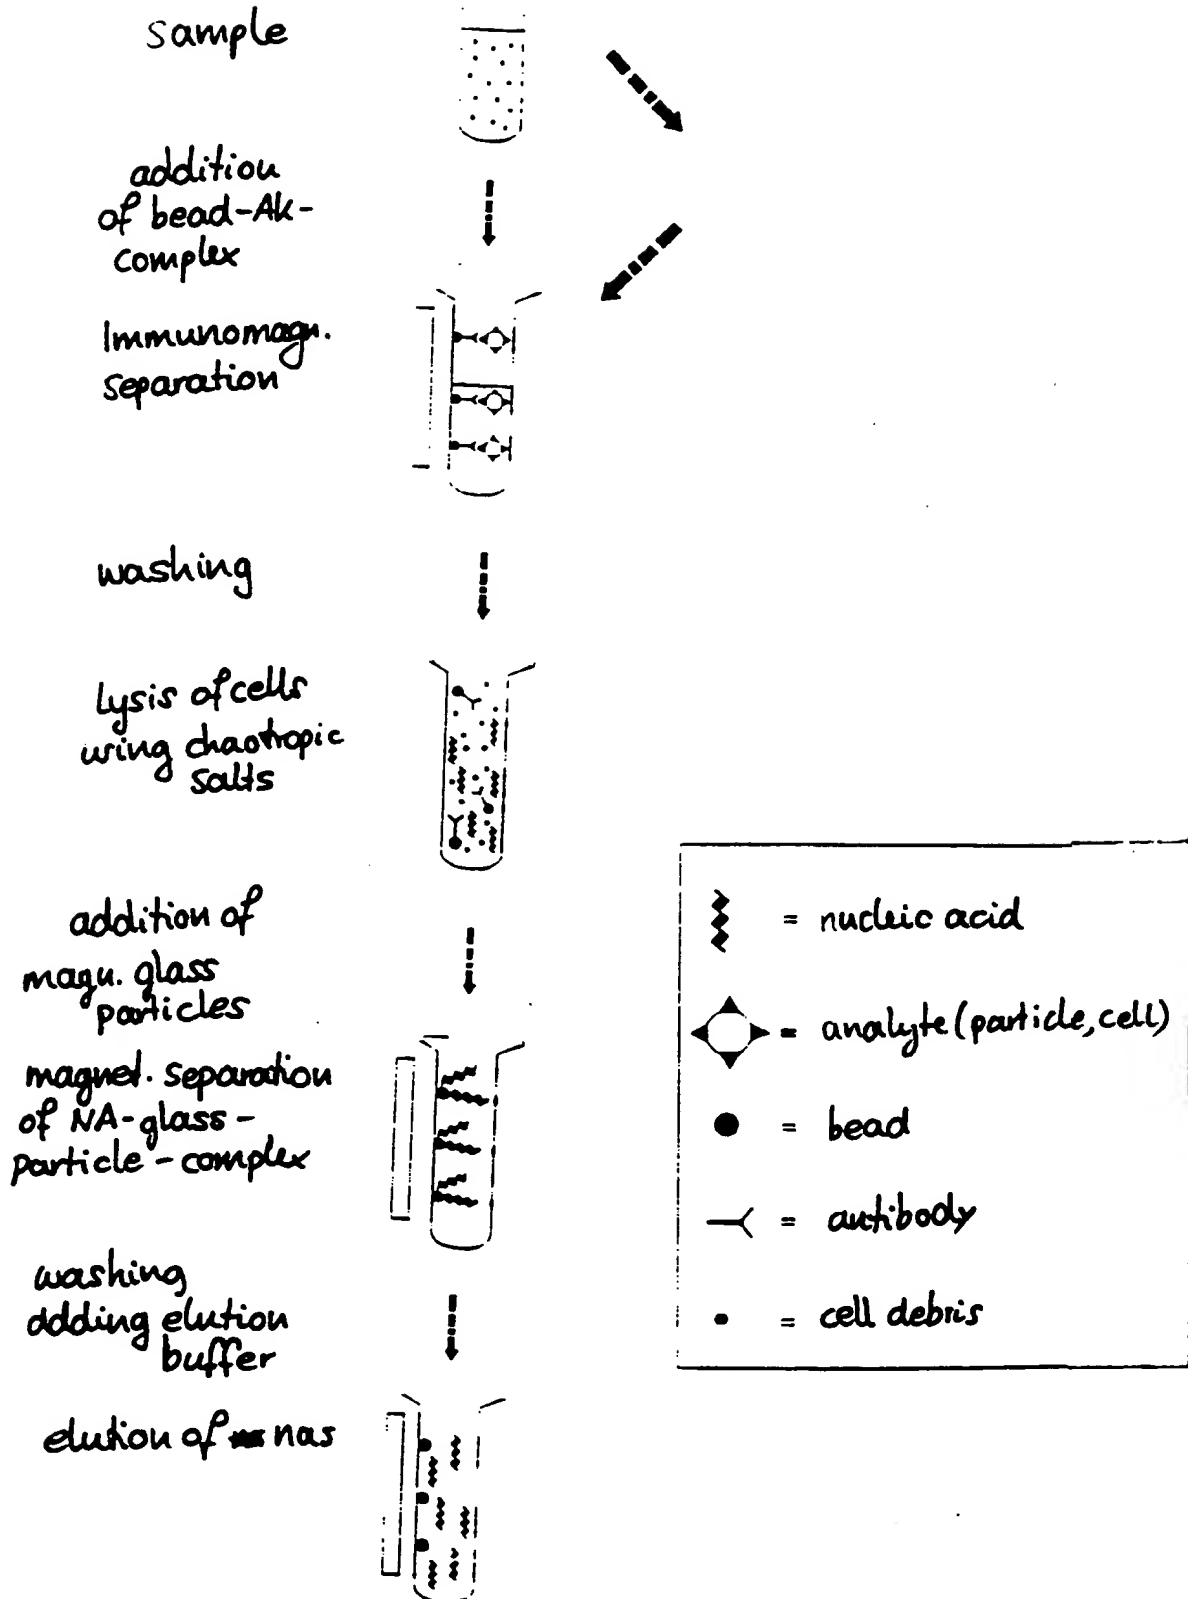 sample
addition
of bead-Ak-
complex
Immunomagn.
separation
washing
Lysis of cells
using chaotropic
salts
addition of
magn. glass
particles
magnet. separation
of NA-glass-
particle-complex
washing,
adding elution
buffer
elution of nas
= nucleic acid
= analyte (particle, cell)
= bead
= antibody
= cell debris